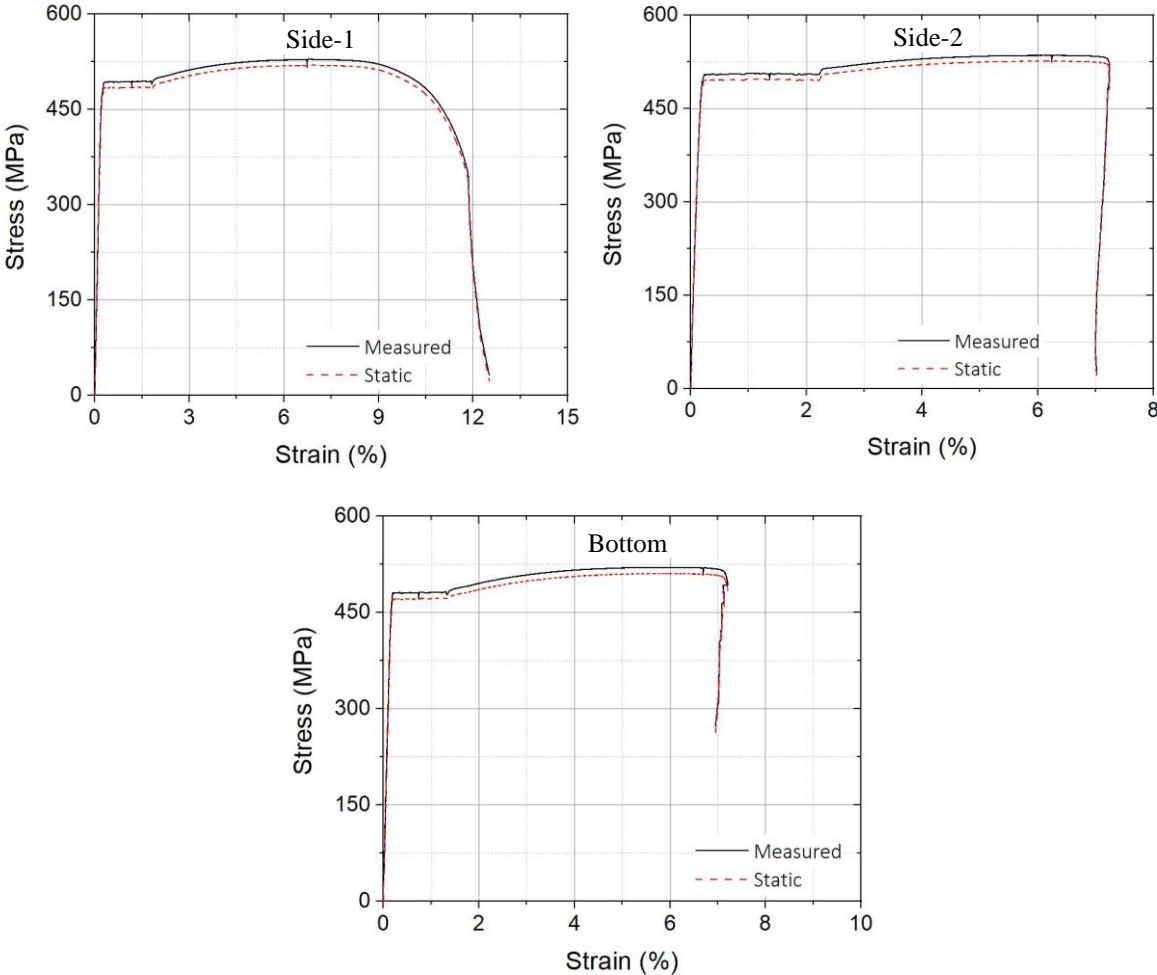 Side-1
Stress (MPa)
600
450
300
150
0
Measured
Static
0 3 6 9 12 15
Strain (%)
Side-2
Stress (MPa)
600
450
300
150
0
Measured
Static
0 2 4 6 8
Strain (%)
Bottom
Stress (MPa)
600
450
300
150
0
Measured
Static
0 2 4 6 8 10
Strain (%)